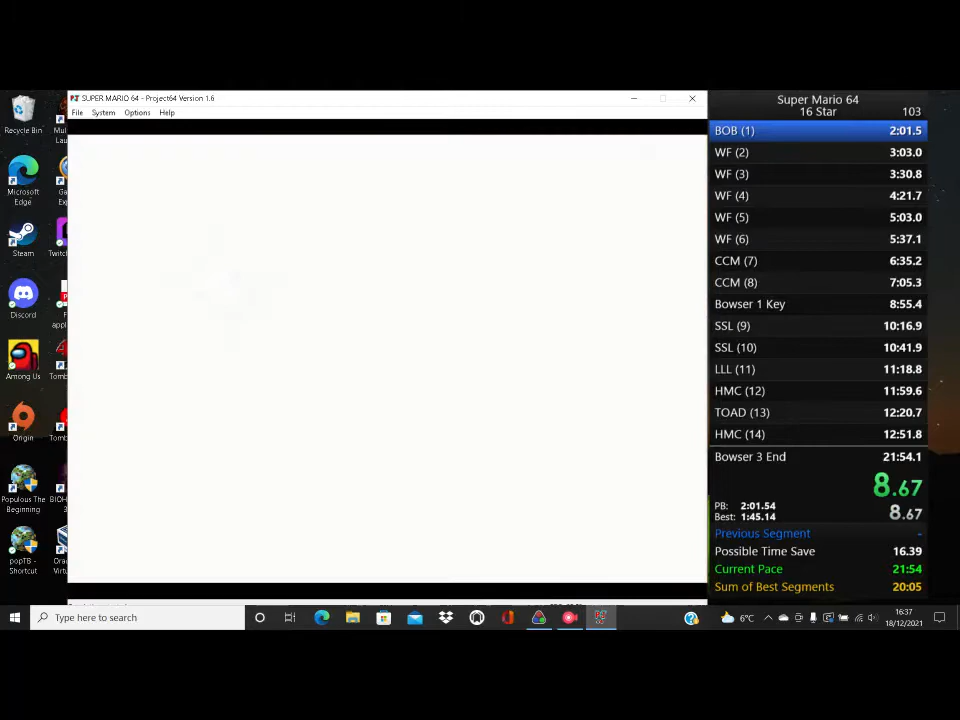 SUPER MARIO 64 - Project64 Version 1.6
File System Options Help
Recycle Bin
Microsoft Edge
Steam
Twitch
Discord
Among Us
Origin
Populous The Beginning
popTB - Shortcut
Super Mario 64
16 Star 103
BOB (1) 2:01.5
WF (2) 3:03.0
WF (3) 3:30.8
WF (4) 4:21.7
WF (5) 5:03.0
WF (6) 5:37.1
CCM (7) 6:35.2
CCM (8) 7:05.3
Bowser 1 Key 8:55.4
SSL (9) 10:16.9
SSL (10) 10:41.9
LLL (11) 11:18.8
HMC (12) 11:59.6
TOAD (13) 12:20.7
HMC (14) 12:51.8
Bowser 3 End 21:54.1
8.67
PB: 2:01.54
Best: 1:45.14 8.67
Previous Segment -
Possible Time Save 16.39
Current Pace 21:54
Sum of Best Segments 20:05
Type here to search
6°C
16:37
18/12/2021